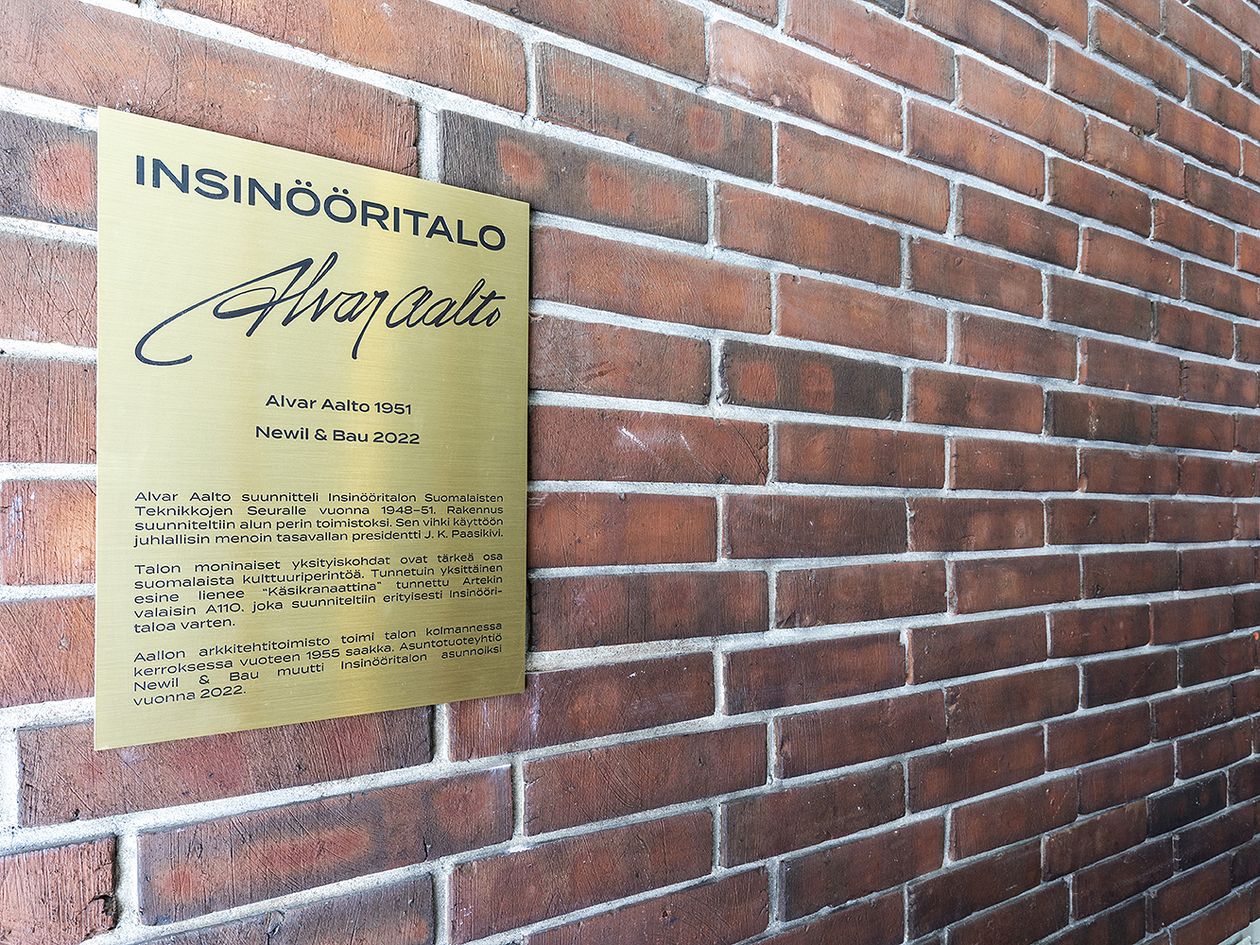 INSINÖÖRITALO
Alvar Aalto
Alvar Aalto 1951
Newil & Bau 2022
Alvar Aalto suunnitteli Insinööritalon Suomalaisten
Teknikkojen Seuralle vuonna 1948–51. Rakennus
suunniteltiin alun perin toimistoksi. Sen vihki käyttöön
juhlallisin menoin tasavallan presidentti J. K. Paasikivi.
Talon moninaiset yksityiskohdat ovat tärkeä osa
suomalaista kulttuuriperintöä. Tunnetuin yksittäinen
esine lienee "Käsikranaattina" tunnettu Artekin
valaisin A110, joka suunniteltiin erityisesti Insinööri-
taloa varten.
Aallon arkkitehtitoimisto toimi talon kolmannessa
kerroksessa vuoteen 1955 saakka. Asuntotuoteyhtiö
Newil & Bau muutti Insinööritalon asunnoiksi
vuonna 2022.